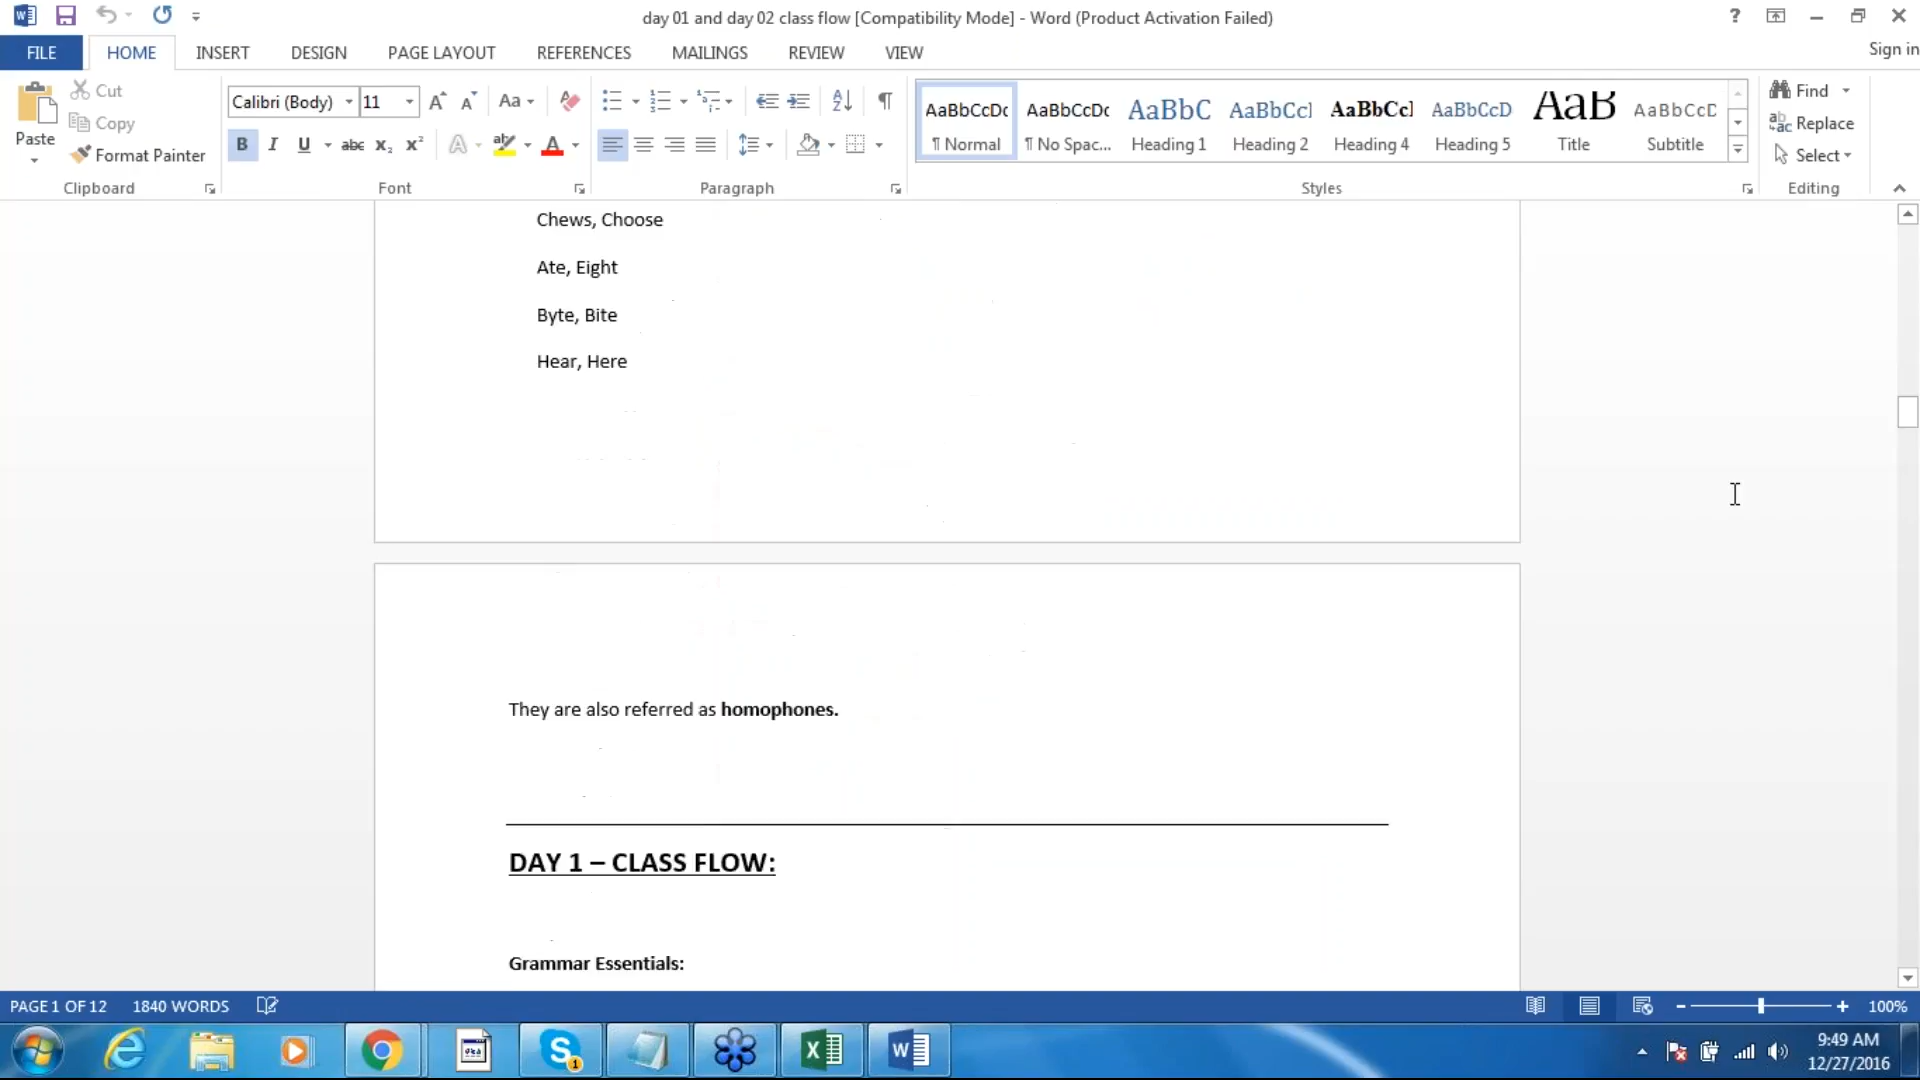 day 01 and day 02 class flow [Compatibility Mode] - Word (Product Activation Failed)
?
FILE HOME INSERT DESIGN PAGE LAYOUT REFERENCES MAILINGS REVIEW VIEW Sign in
Paste
Cut
Copy
Format Painter
Clipboard
Calibri (Body) 11
Font
Paragraph
AaBbCcDc AaBbCcDc AaBbC AaBbCcI AaBbCcI AaBbCcD AaB AaBbCcD
¶ Normal ¶ No Spac... Heading 1 Heading 2 Heading 4 Heading 5 Title Subtitle
Styles
Find
Replace
Select
Editing
Chews, Choose
Ate, Eight
Byte, Bite
Hear, Here
They are also referred as homophones.
DAY 1 – CLASS FLOW:
Grammar Essentials:
PAGE 1 OF 12 1840 WORDS 100%
9:49 AM
12/27/2016